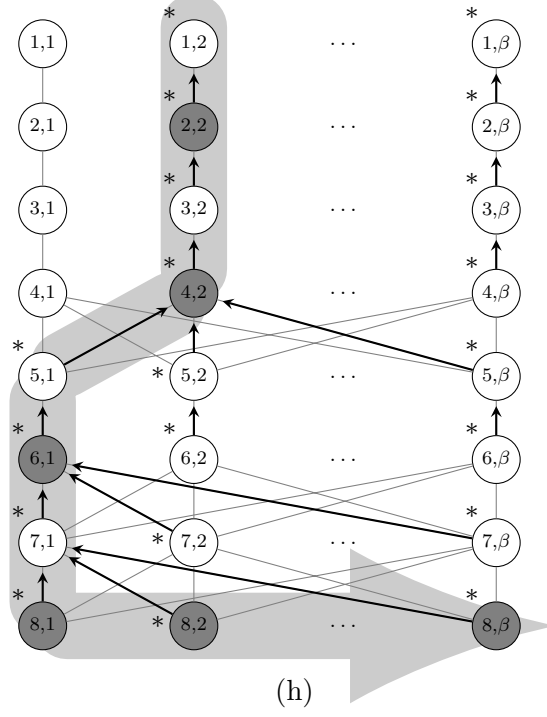 * *
1,1 1,2 ... 1,β
* *
2,1 2,2 ... 2,β
* *
3,1 3,2 ... 3,β
* *
4,1 4,2 ... 4,β
* * *
5,1 5,2 ... 5,β
* * *
6,1 6,2 ... 6,β
* * *
7,1 7,2 ... 7,β
* * *
8,1 8,2 ... 8,β
(h)